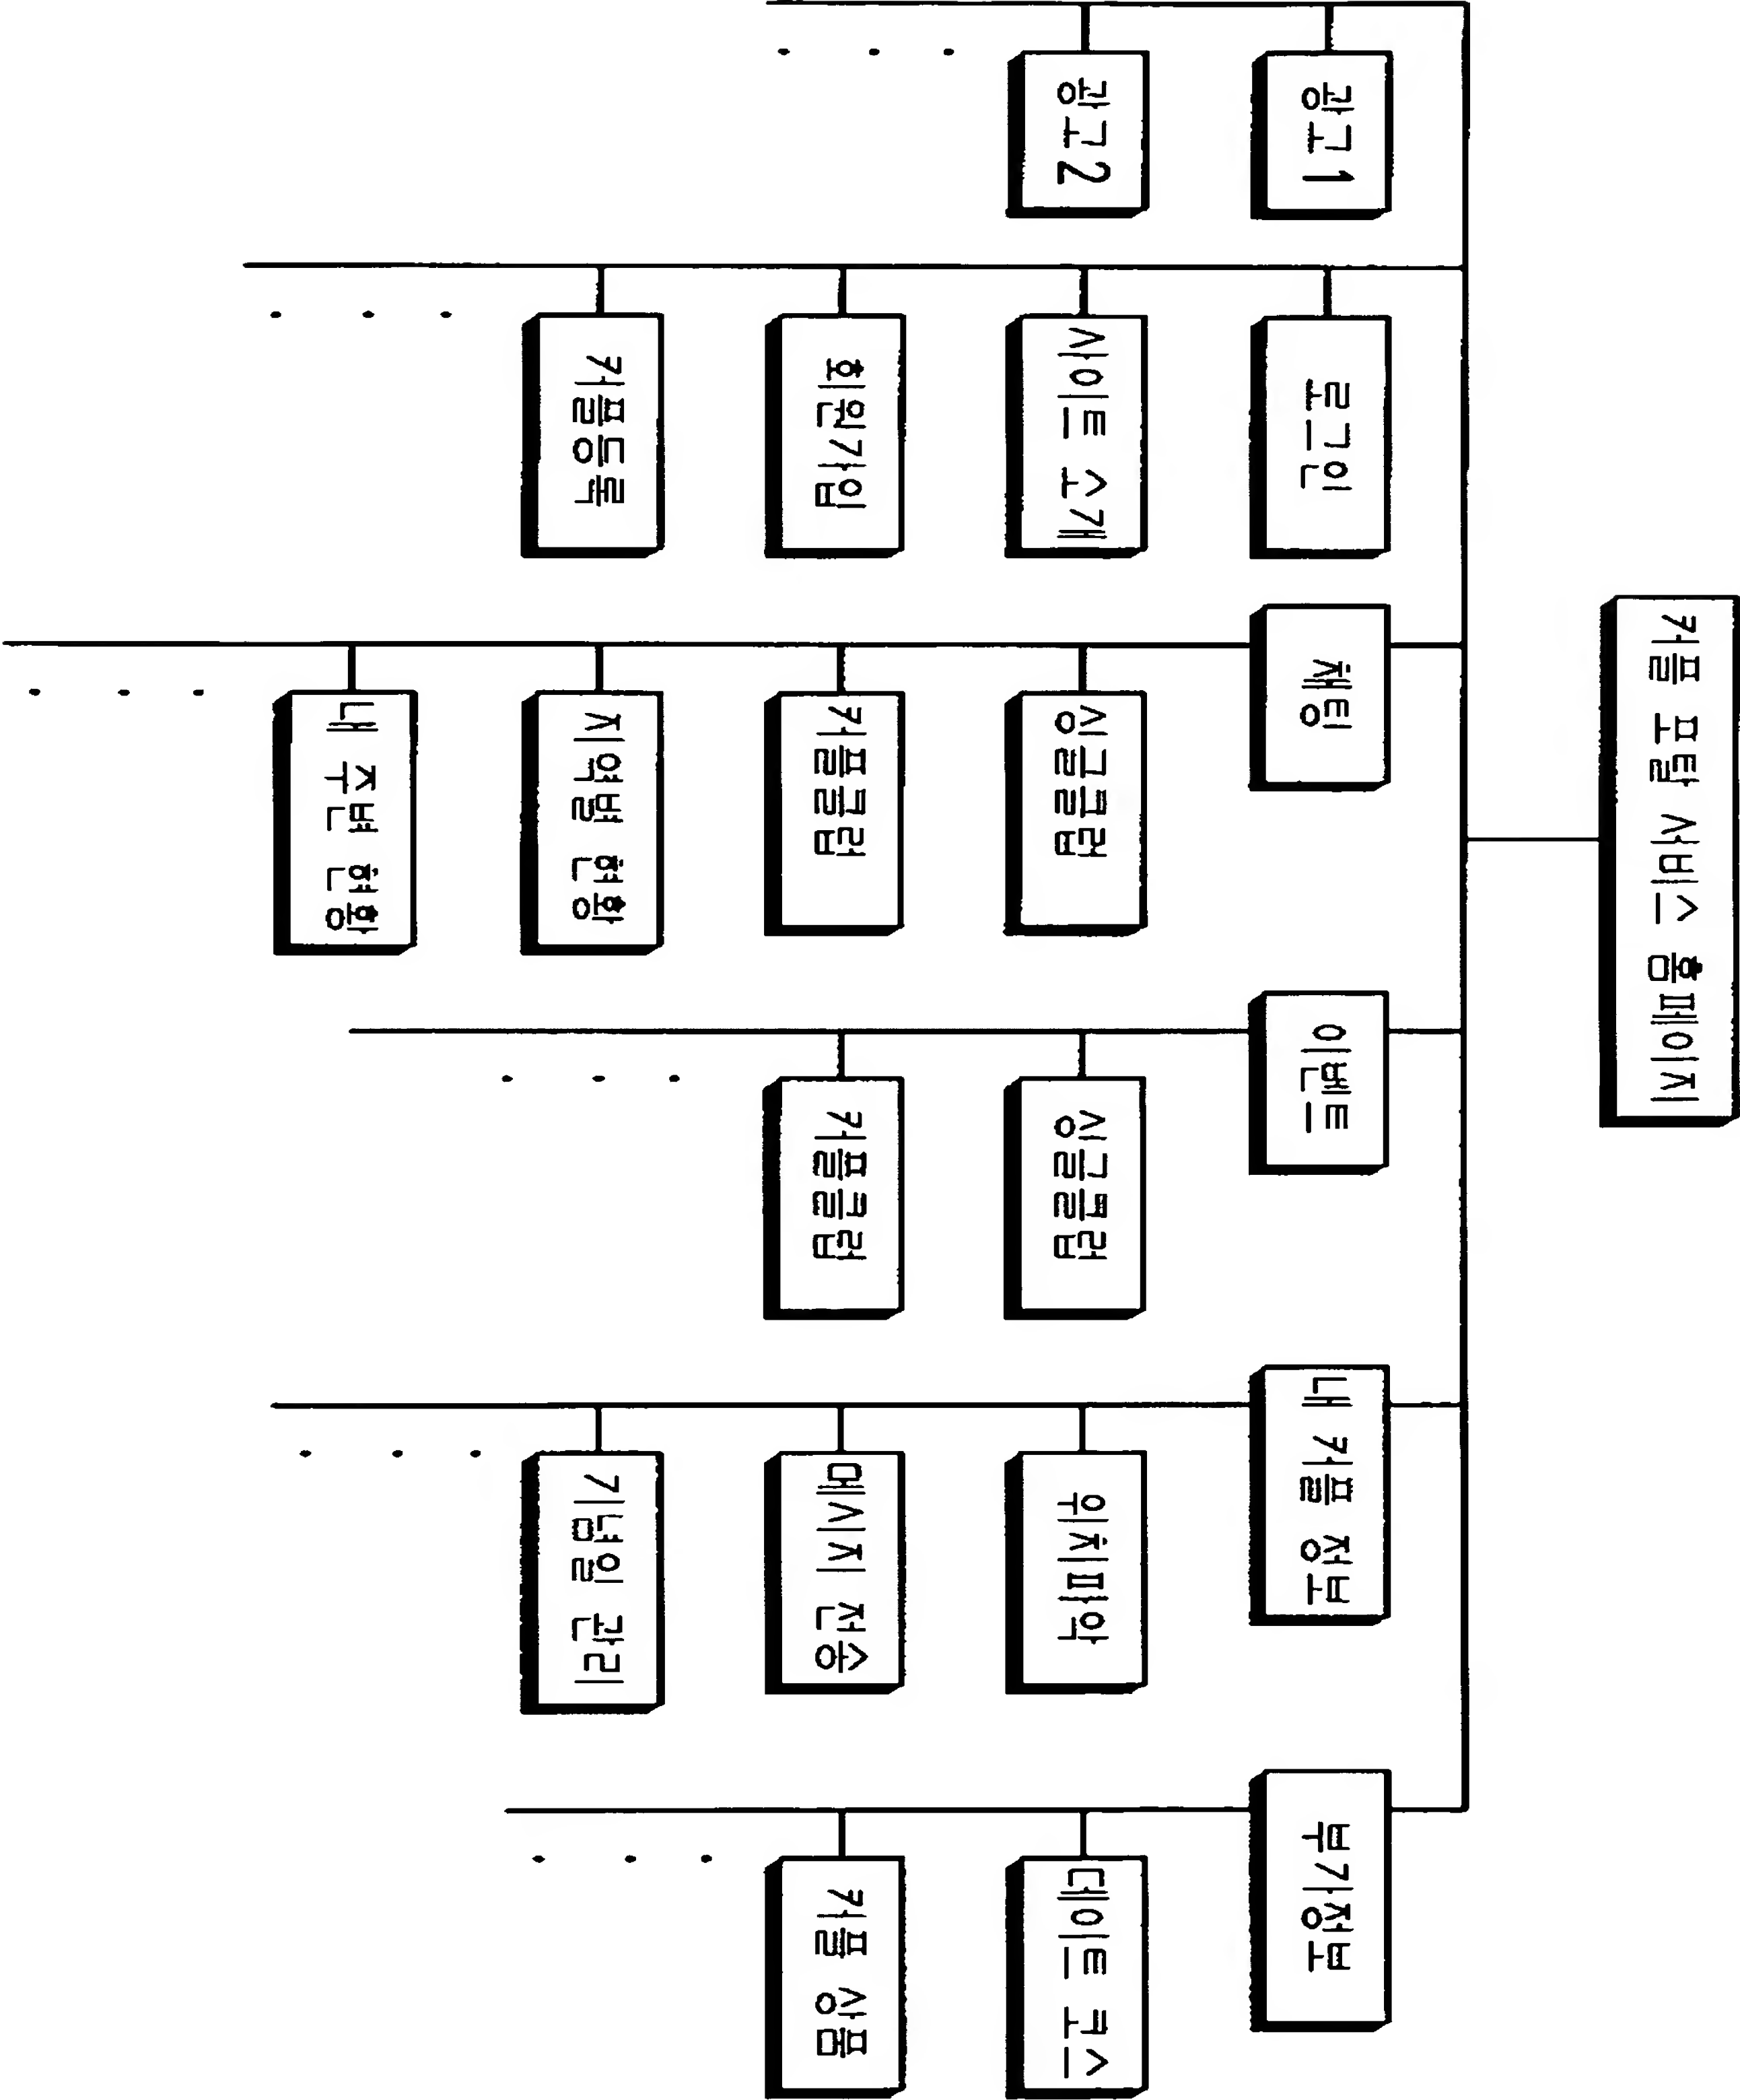 커플 포탈 서비스 홈페이지
광고1
광고2
로그인
사이트 소개
회원가입
커플등록
채팅
싱글클럽
커플클럽
지역별 현황
내 주변 현황
이벤트
싱글클럽
커플클럽
내 커플 정보
위치파악
메시지 전송
기념일 관리
부가정보
데이트 코스
커플 상품